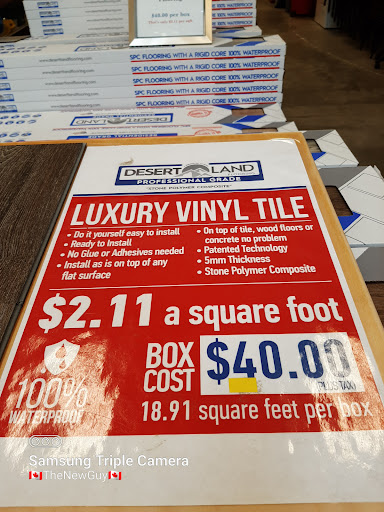 $40.00 per box
SPC FLOORING WITH A RIGID CORE 100% WATERPROOF
SPC FLOORING WITH A RIGID CORE 100% WATERPROOF
SPC FLOORING WITH A RIGID CORE 100% WATERPROOF
SPC FLOORING WITH A RIGID CORE 100% WATERPROOF
DESERT LAND
PROFESSIONAL GRADE
"STONE POLYMER COMPOSITE"
LUXURY VINYL TILE
• Do it yourself easy to install
• Ready to Install
• No Glue or Adhesives needed
• Install as is on top of any
flat surface
• On top of tile, wood floors or
concrete no problem
• Patented Technology
• 5mm Thickness
• Stone Polymer Composite
$2.11 a square foot
100%
WATERPROOF
BOX
COST
$40.00
PLUS TAX
18.91 square feet per box
Samsung Triple Camera
🇨🇦TheNewGuy🇨🇦